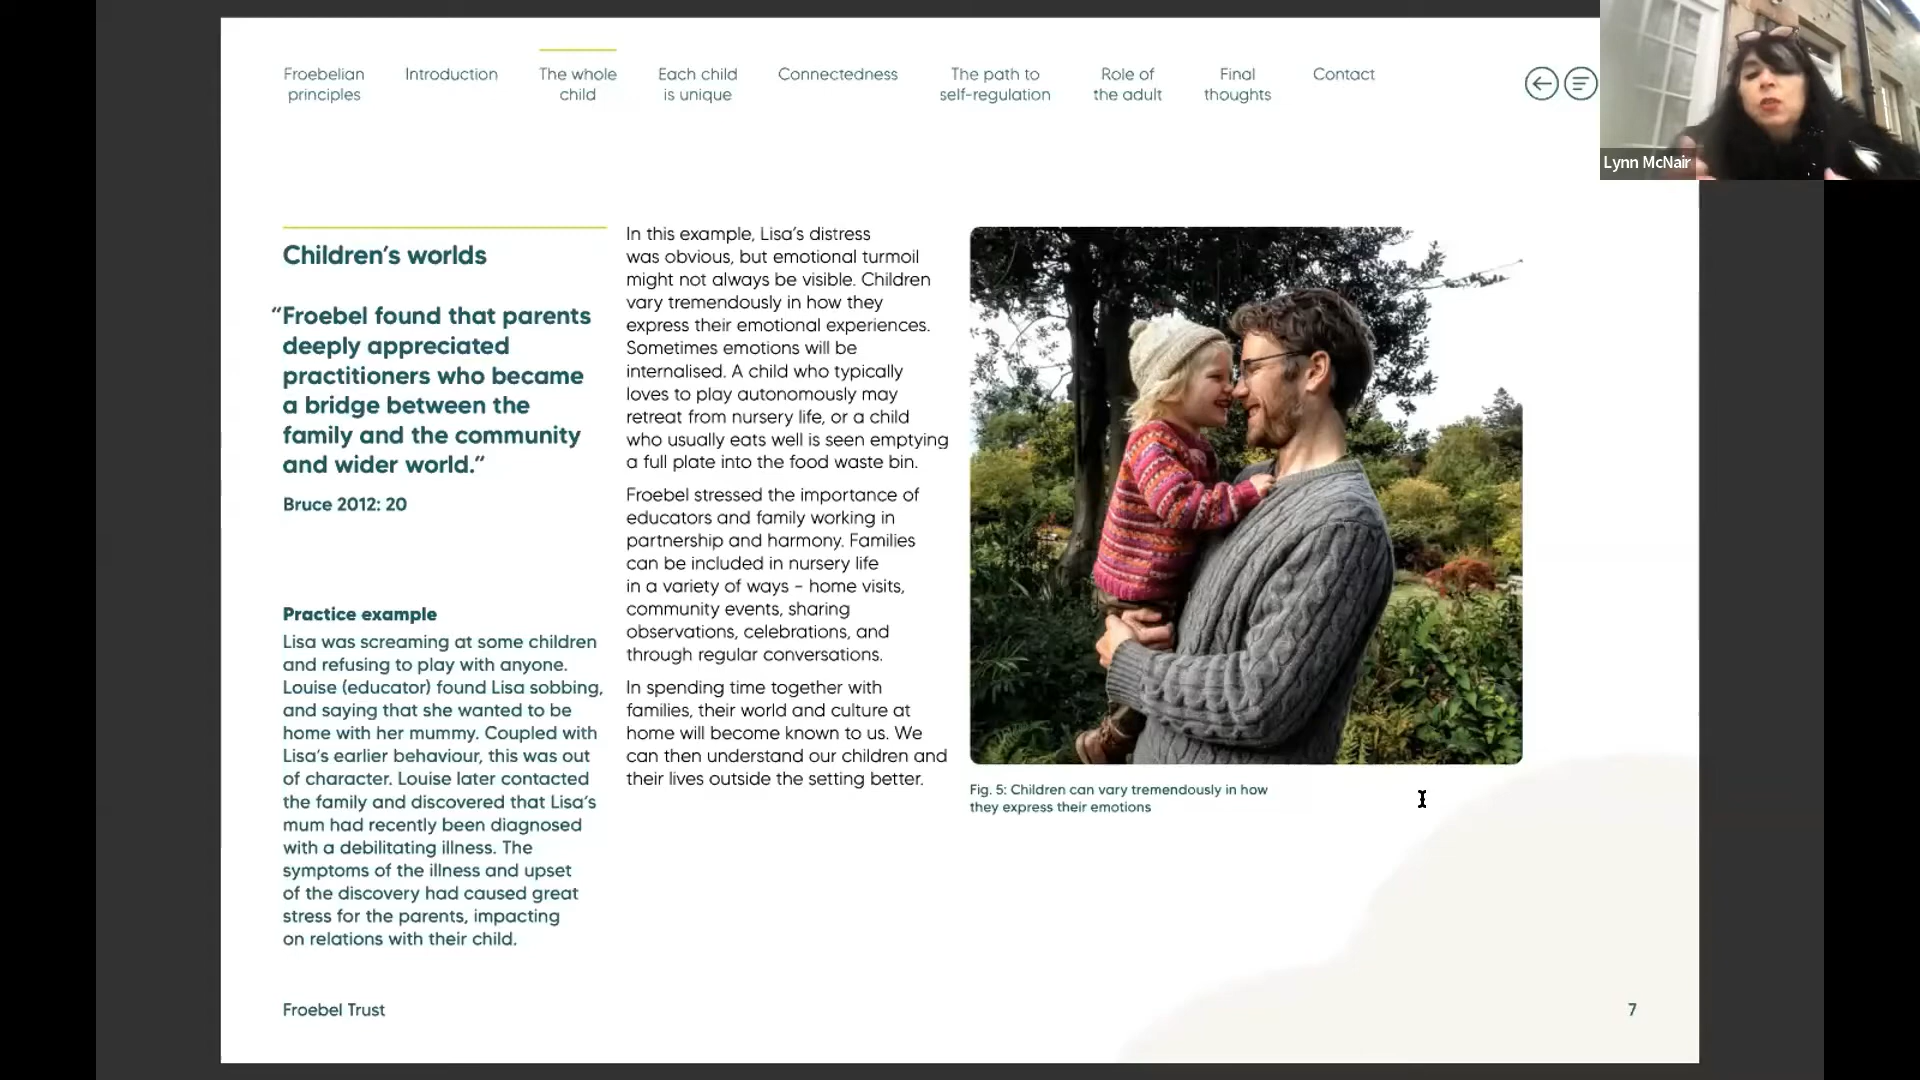 Froebelian
principles
Introduction
The whole
child
Each child
is unique
Connectedness
The path to
self-regulation
Role of
the adult
Final
thoughts
Contact
Lynn McNair
Children's worlds
“Froebel found that parents
deeply appreciated
practitioners who became
a bridge between the
family and the community
and wider world.”
Bruce 2012: 20
Practice example
Lisa was screaming at some children
and refusing to play with anyone.
Louise (educator) found Lisa sobbing,
and saying that she wanted to be
home with her mummy. Coupled with
Lisa's earlier behaviour, this was out
of character. Louise later contacted
the family and discovered that Lisa's
mum had recently been diagnosed
with a debilitating illness. The
symptoms of the illness and upset
of the discovery had caused great
stress for the parents, impacting
on relations with their child.
In this example, Lisa's distress
was obvious, but emotional turmoil
might not always be visible. Children
vary tremendously in how they
express their emotional experiences.
Sometimes emotions will be
internalised. A child who typically
loves to play autonomously may
retreat from nursery life, or a child
who usually eats well is seen emptying
a full plate into the food waste bin.
Froebel stressed the importance of
educators and family working in
partnership and harmony. Families
can be included in nursery life
in a variety of ways – home visits,
community events, sharing
observations, celebrations, and
through regular conversations.
In spending time together with
families, their world and culture at
home will become known to us. We
can then understand our children and
their lives outside the setting better.
Fig. 5: Children can vary tremendously in how
they express their emotions
Froebel Trust
7